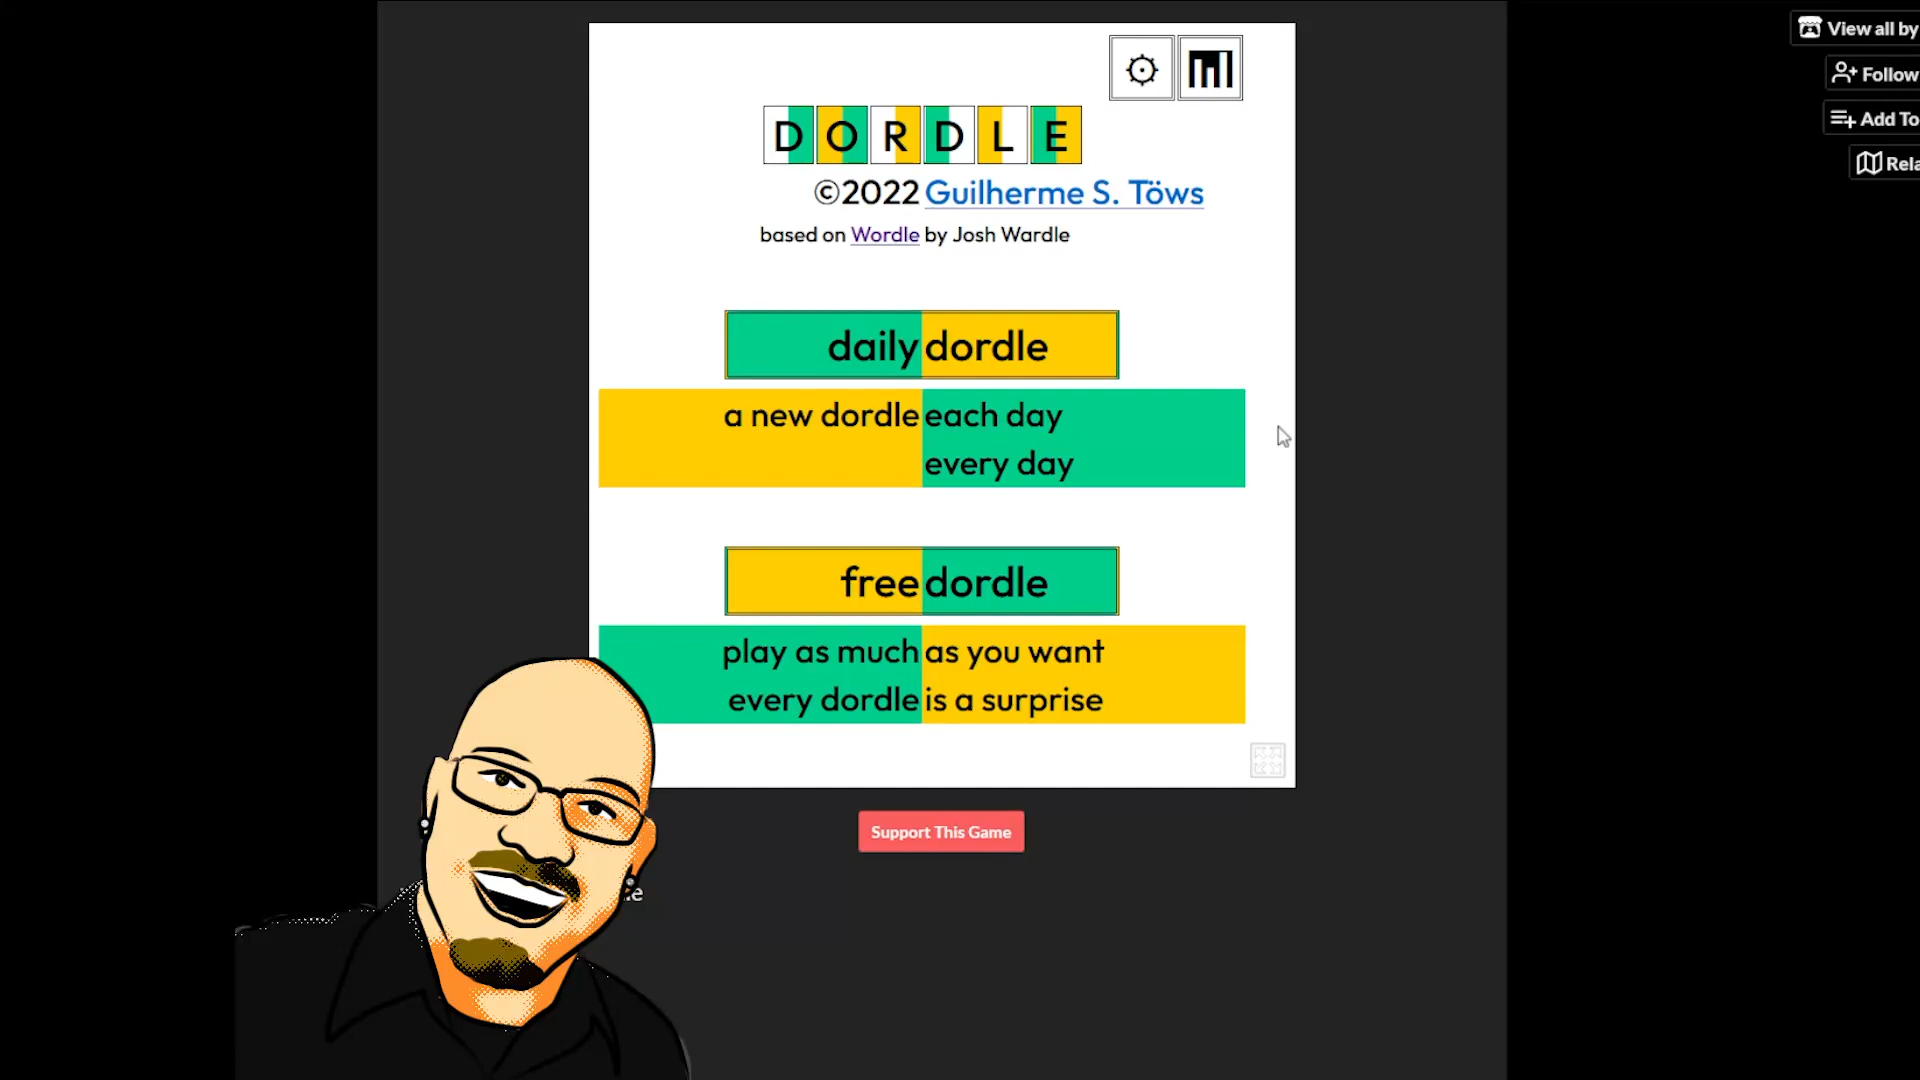 View all by
Follow
Add To
DORDLE
©2022 Guilherme S. Töws
based on Wordle by Josh Wardle
daily dordle
a new dordle each day
every day
free dordle
play as much as you want
every dordle is a surprise
Support This Game